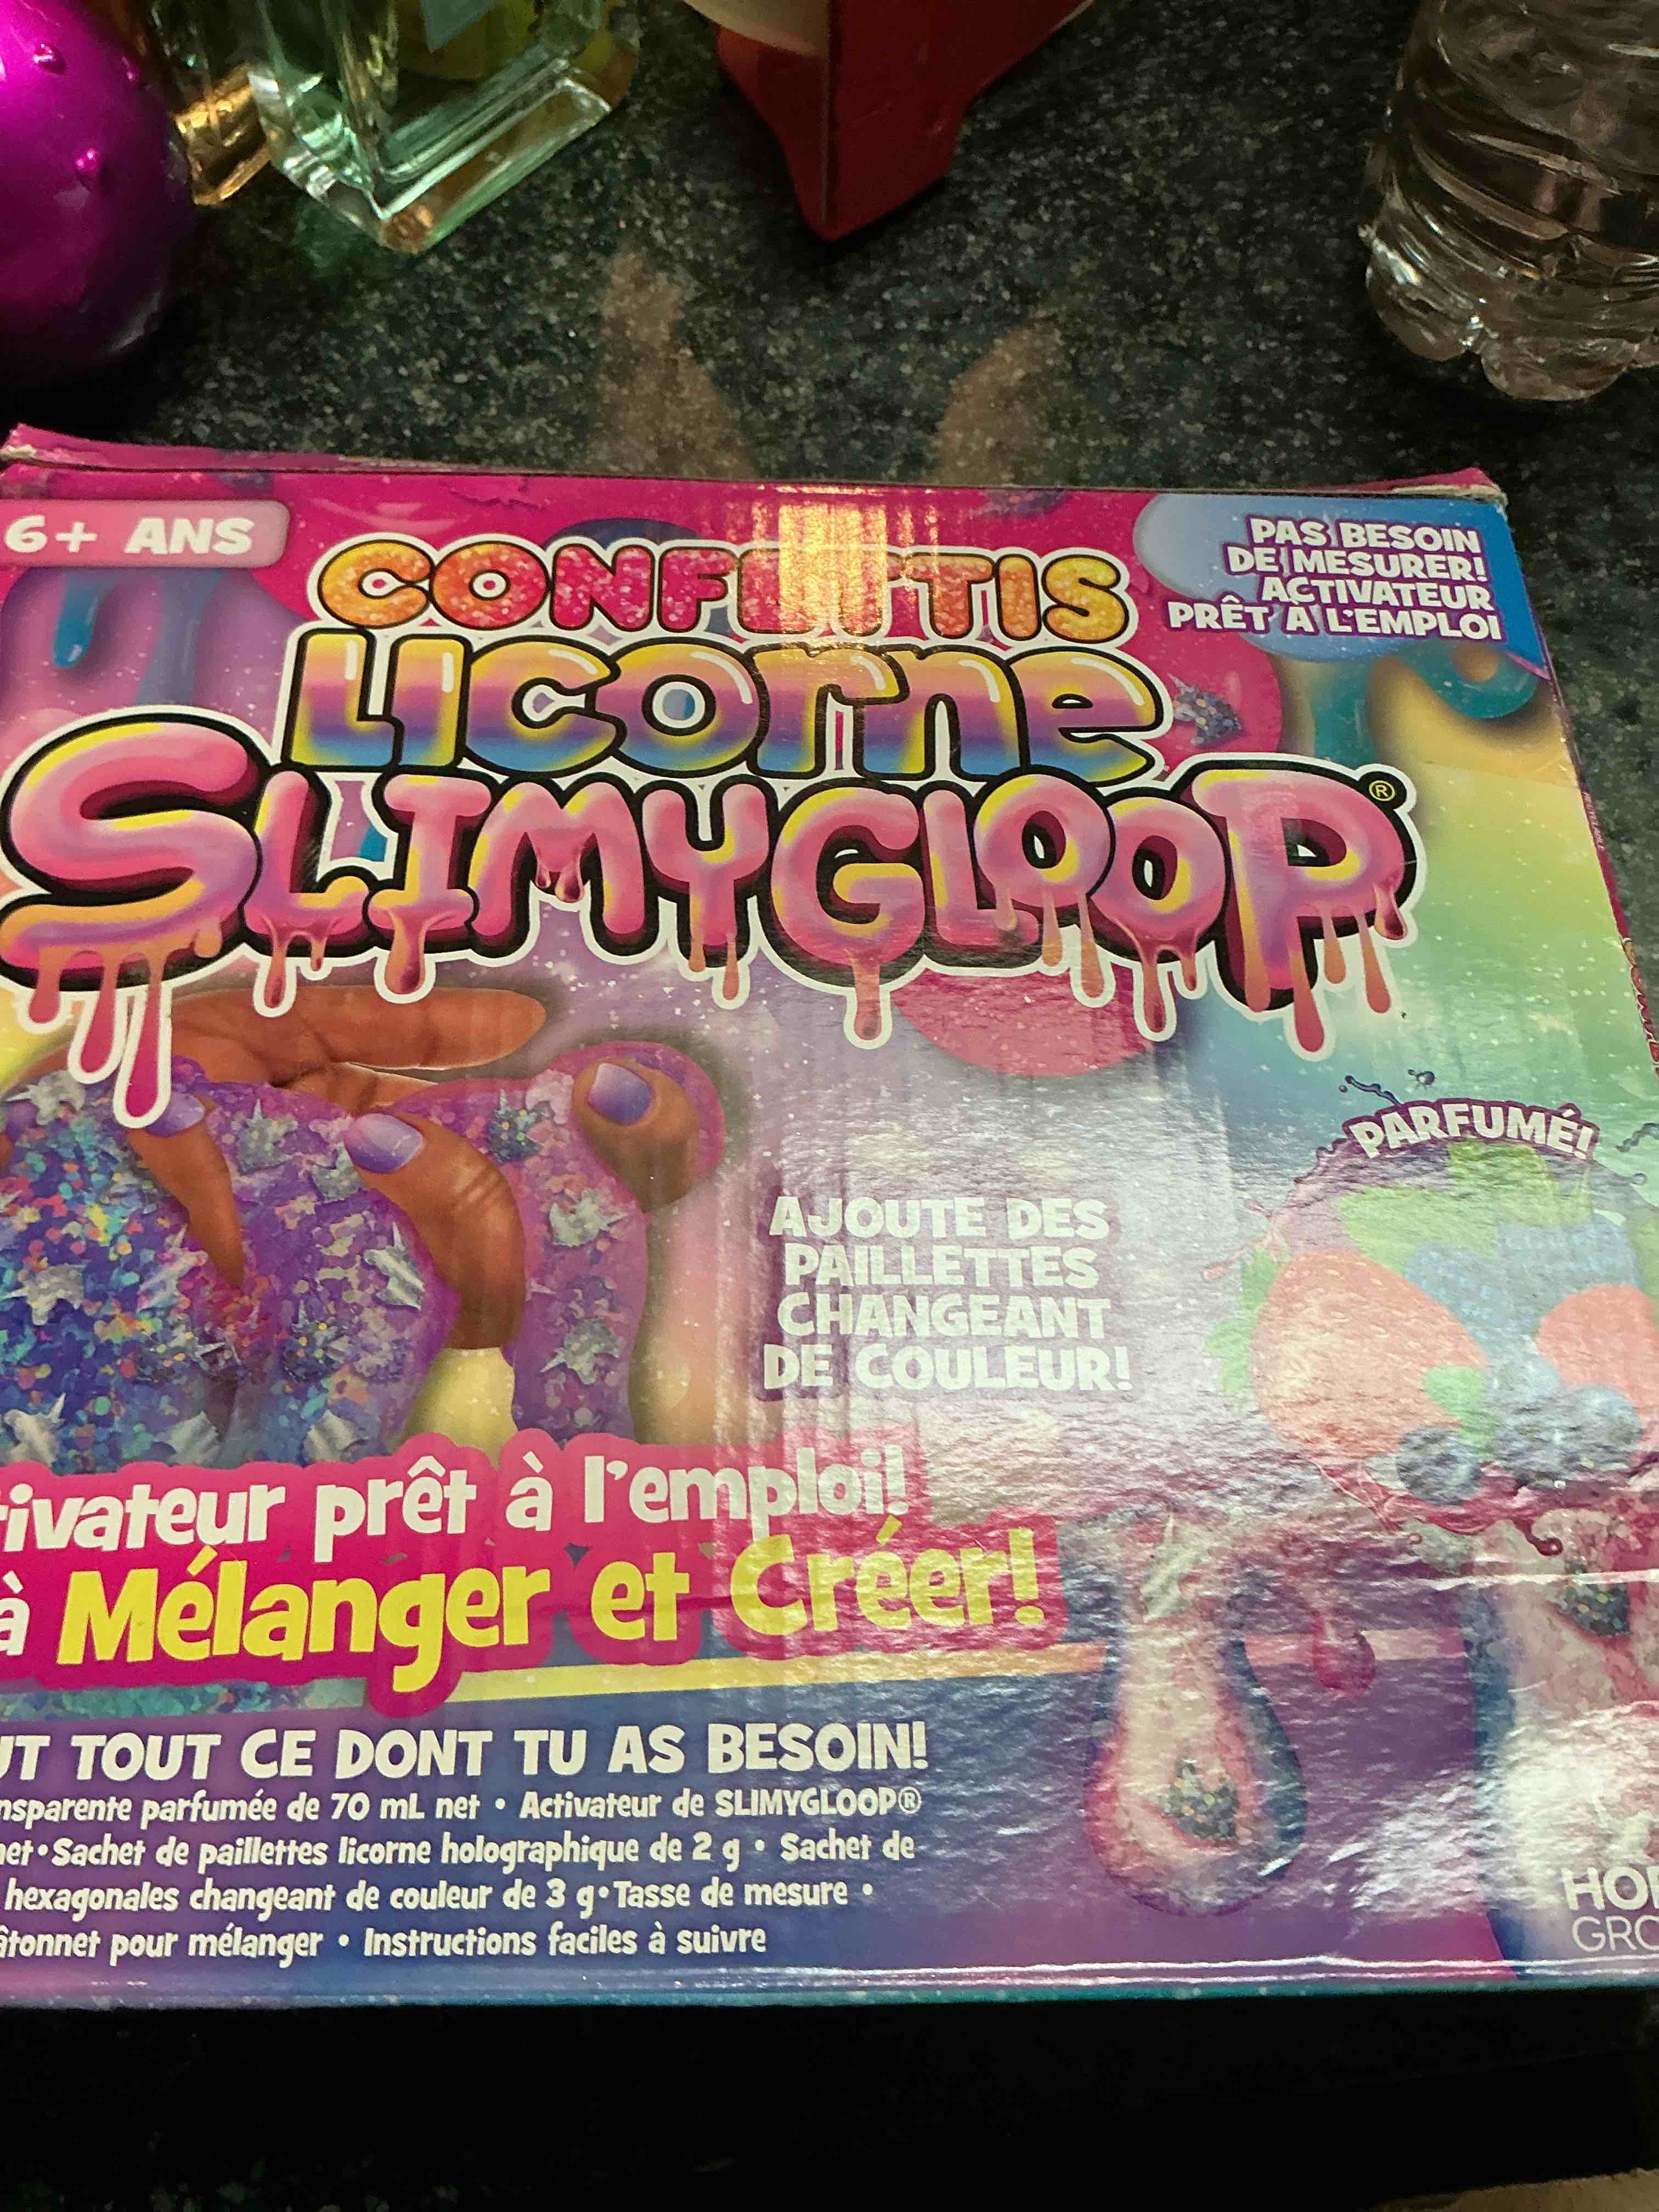 6+ ANS
CONFETTIS
LICORNE
SLIMYGLOOP®
PAS BESOIN
DE MESURER!
ACTIVATEUR
PRÊT À L'EMPLOI
PARFUMÉ!
AJOUTE DES
PAILLETTES
CHANGEANT
DE COULEUR!
tivateur prêt à l'emploi!
à Mélanger et Créer!
UT TOUT CE DONT TU AS BESOIN!
nsparente parfumée de 70 mL net • Activateur de SLIMYGLOOP®
net • Sachet de paillettes licorne holographique de 2 g • Sachet de
hexagonales changeant de couleur de 3 g • Tasse de mesure •
âtonnet pour mélanger • Instructions faciles à suivre
HO
GRO